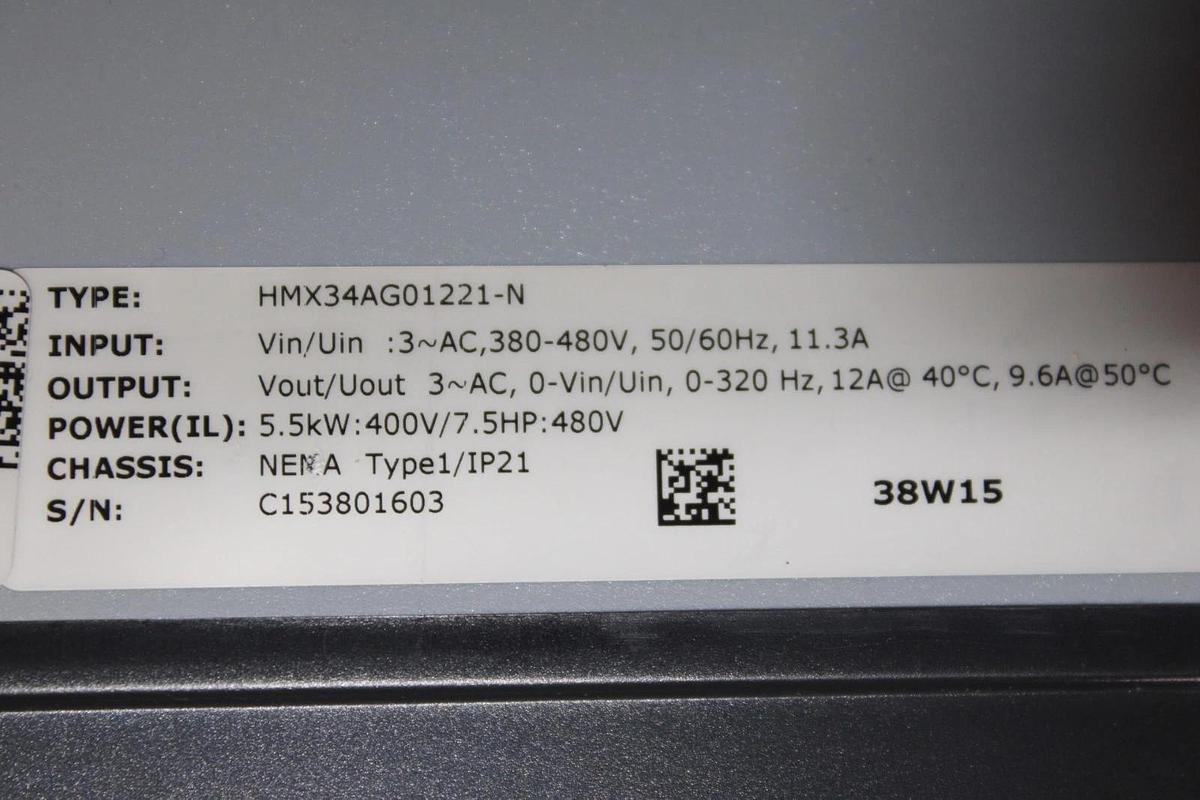 TYPE: HMX34AG01221-N
INPUT: Vin/Uin :3~AC,380-480V, 50/60Hz, 11.3A
OUTPUT: Vout/Uout 3~AC, 0-Vin/Uin, 0-320 Hz, 12A@ 40°C, 9.6A@50°C
POWER(IL): 5.5kW:400V/7.5HP:480V
CHASSIS: NEMA Type1/IP21
S/N: C153801603
38W15